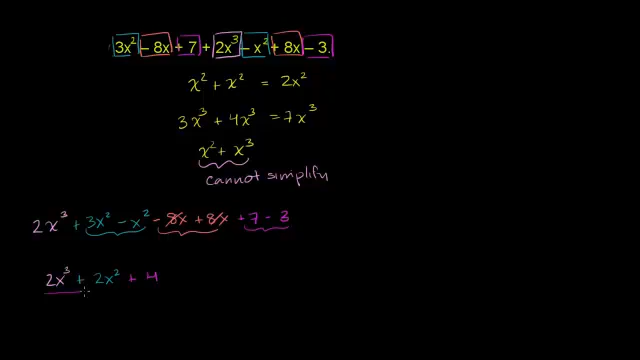 3x² - 8x + 7 + 2x³ - x² + 8x - 3.
x² + x² = 2x²
3x³ + 4x³ = 7x³
x² + x³
cannot simplify
2x³ + 3x² - x² - 8x + 8x + 7 - 3
2x³ + 2x² + 4